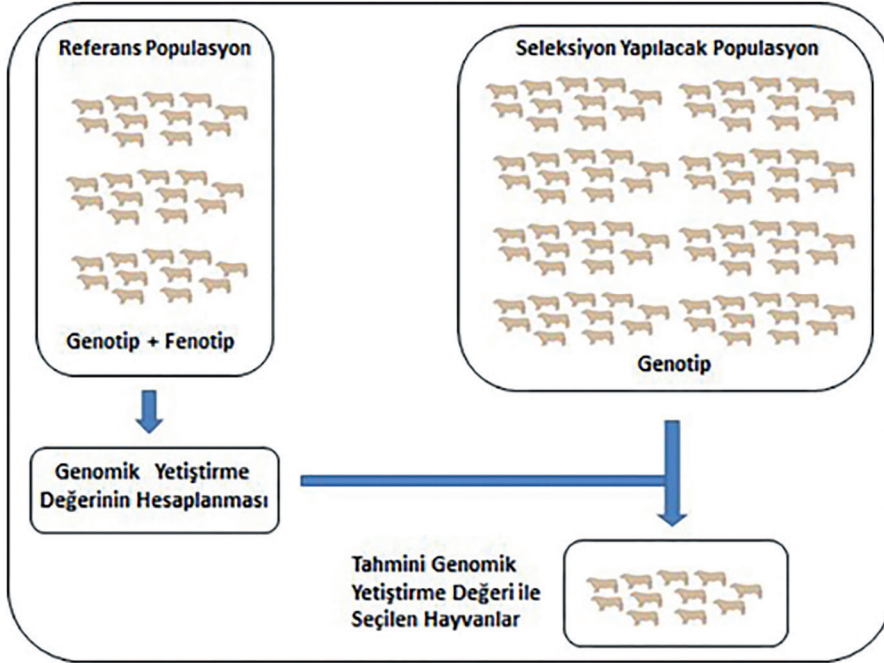 Referans Populasyon
Genotip + Fenotip
Seleksiyon Yapılacak Populasyon
Genotip
Genomik Yetiştirme
Değerinin Hesaplanması
Tahmini Genomik
Yetiştirme Değeri ile
Seçilen Hayvanlar